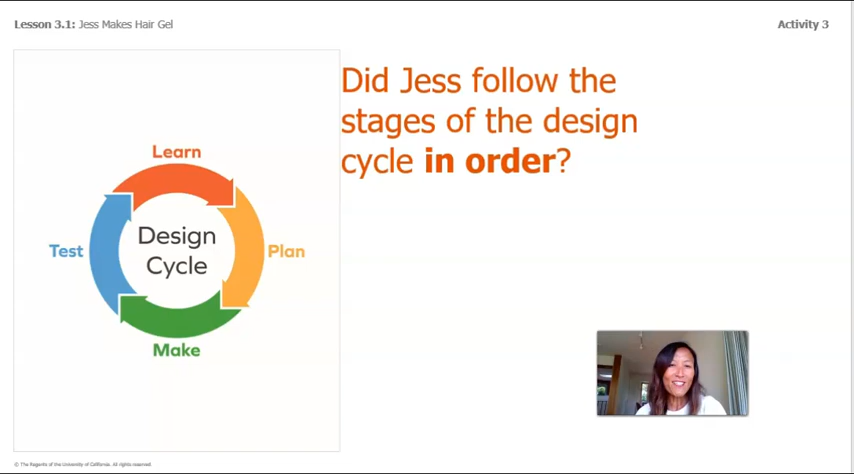 Lesson 3.1: Jess Makes Hair Gel
Activity 3
Did Jess follow the
stages of the design
cycle in order?
Learn
Design
Cycle
Test
Plan
Make
© The Regents of the University of California. All rights reserved.